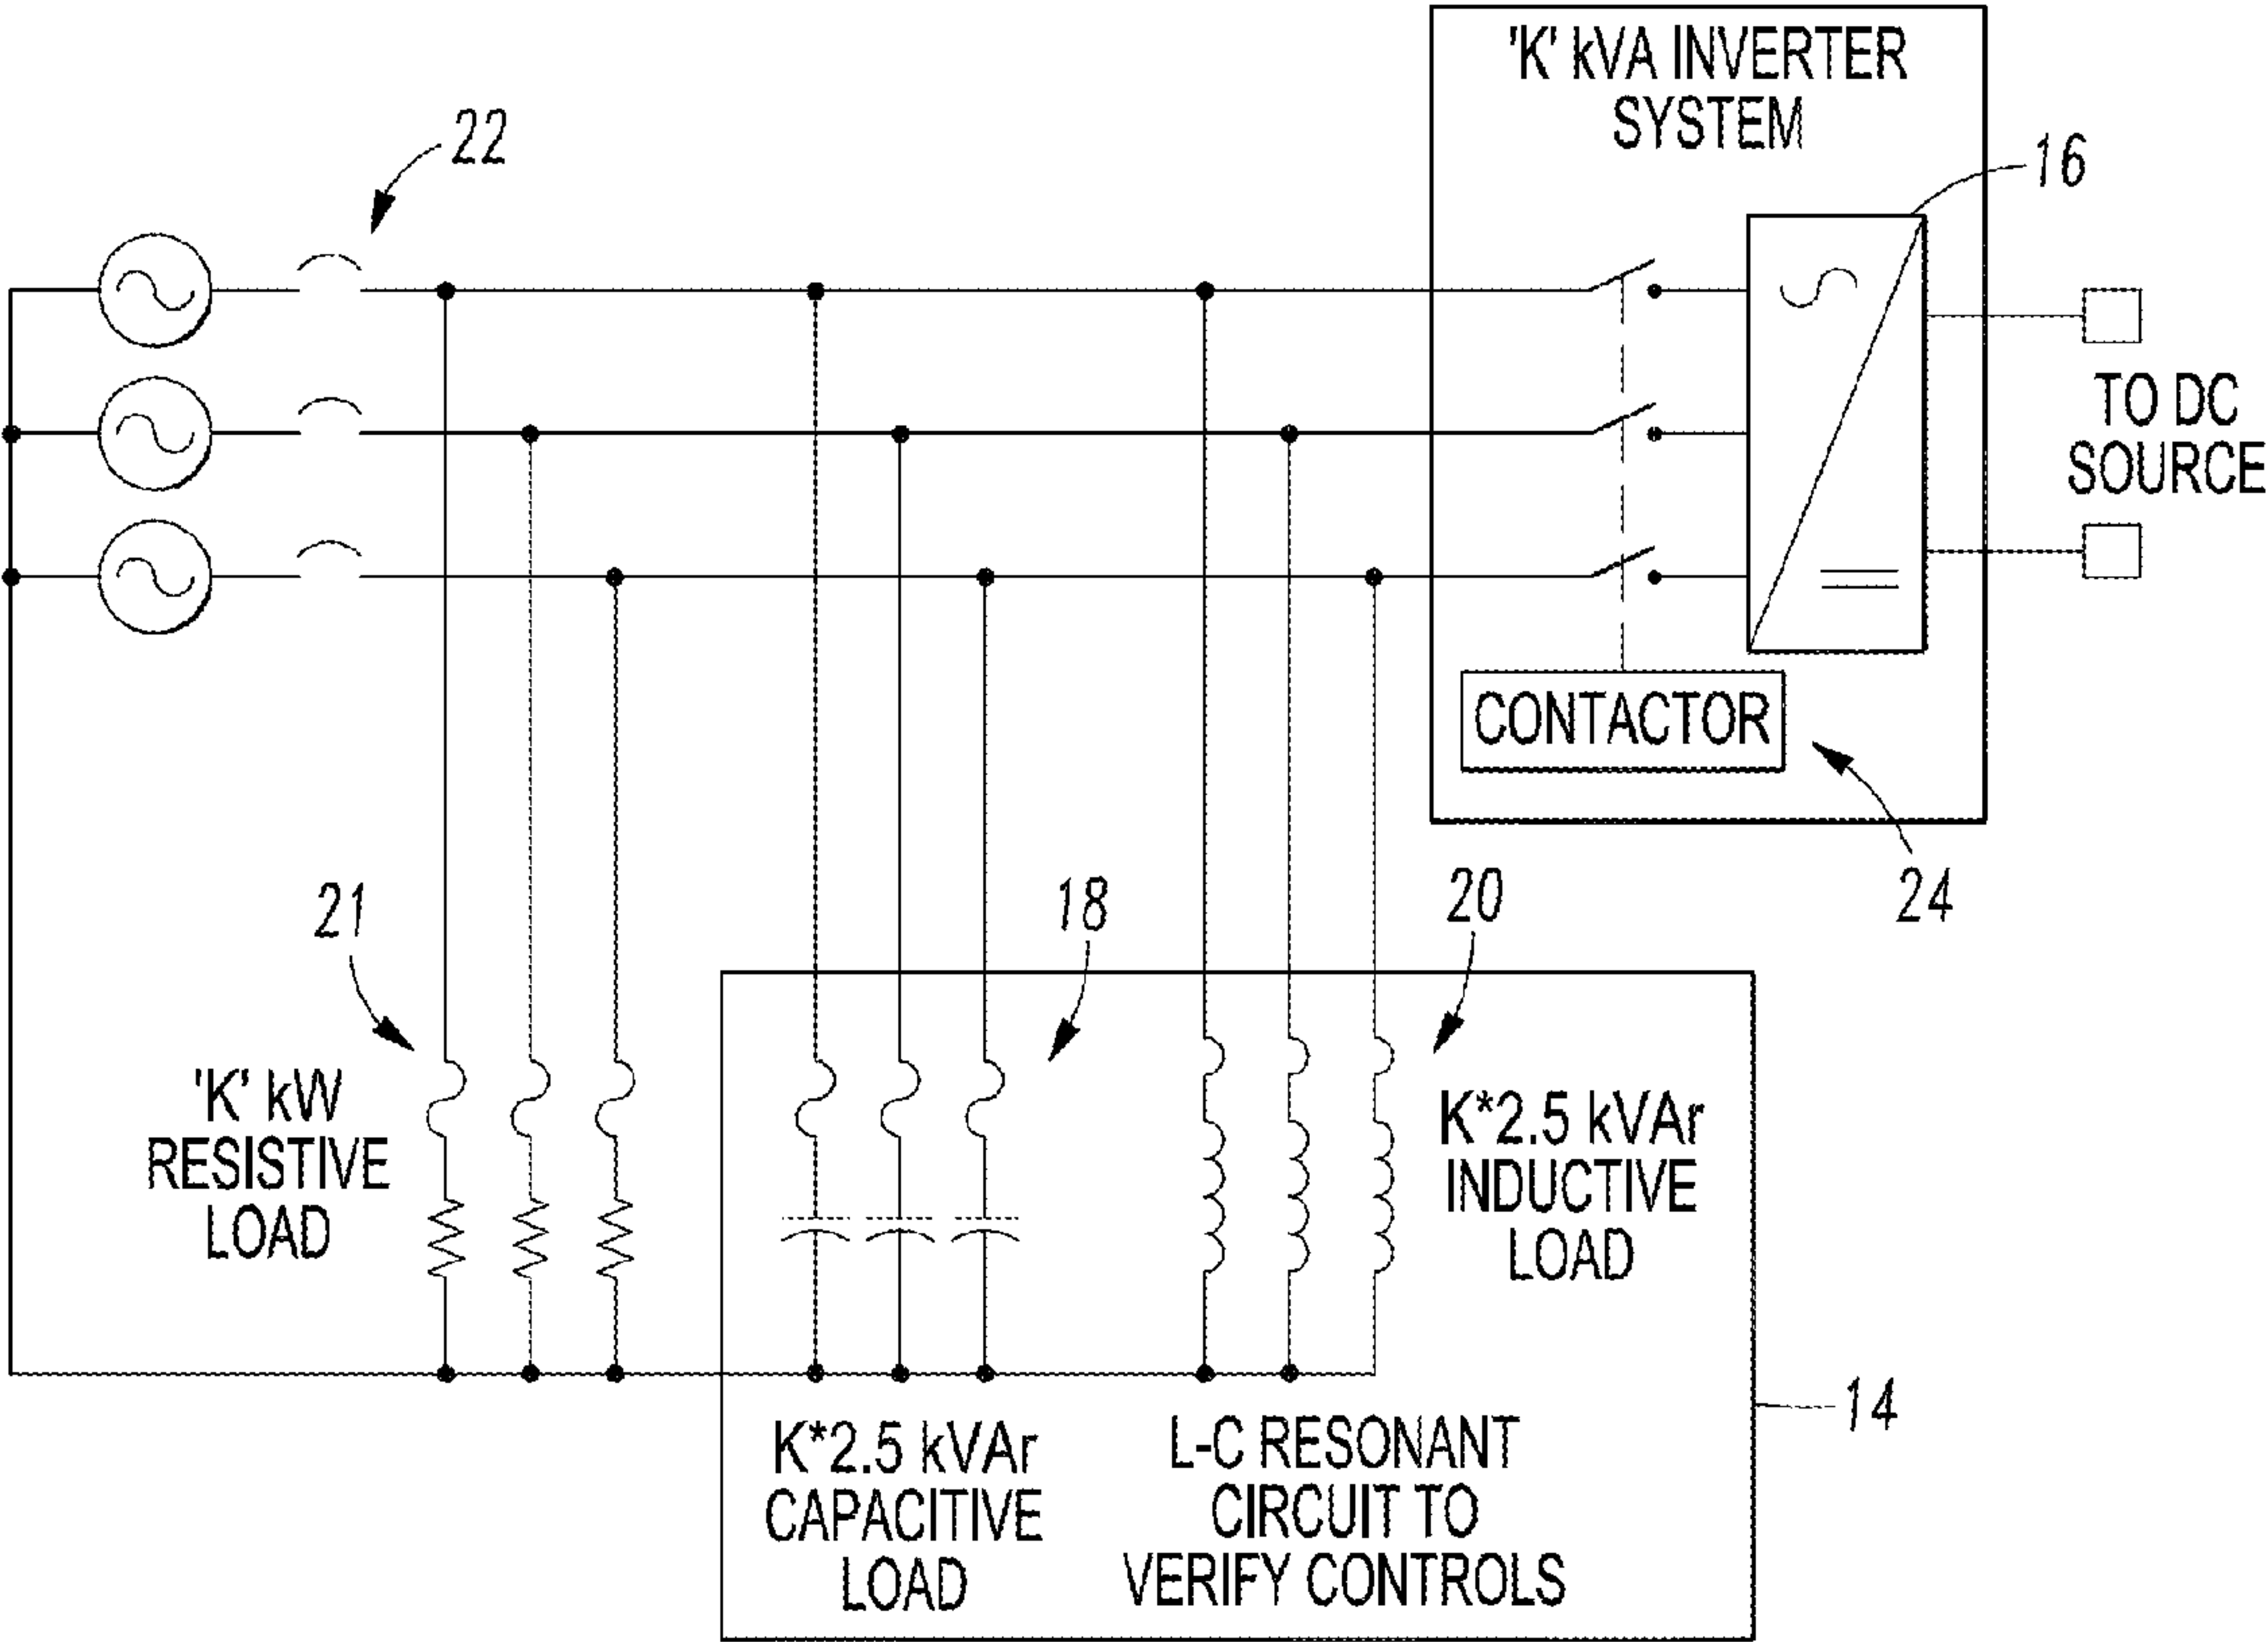 'K' kVA INVERTER
SYSTEM
22
16
TO DC
SOURCE
CONTACTOR
24
21
18
20
'K' kW
RESISTIVE
LOAD
K*2.5 kVAr
INDUCTIVE
LOAD
14
K*2.5 kVAr
CAPACITIVE
LOAD
L-C RESONANT
CIRCUIT TO
VERIFY CONTROLS